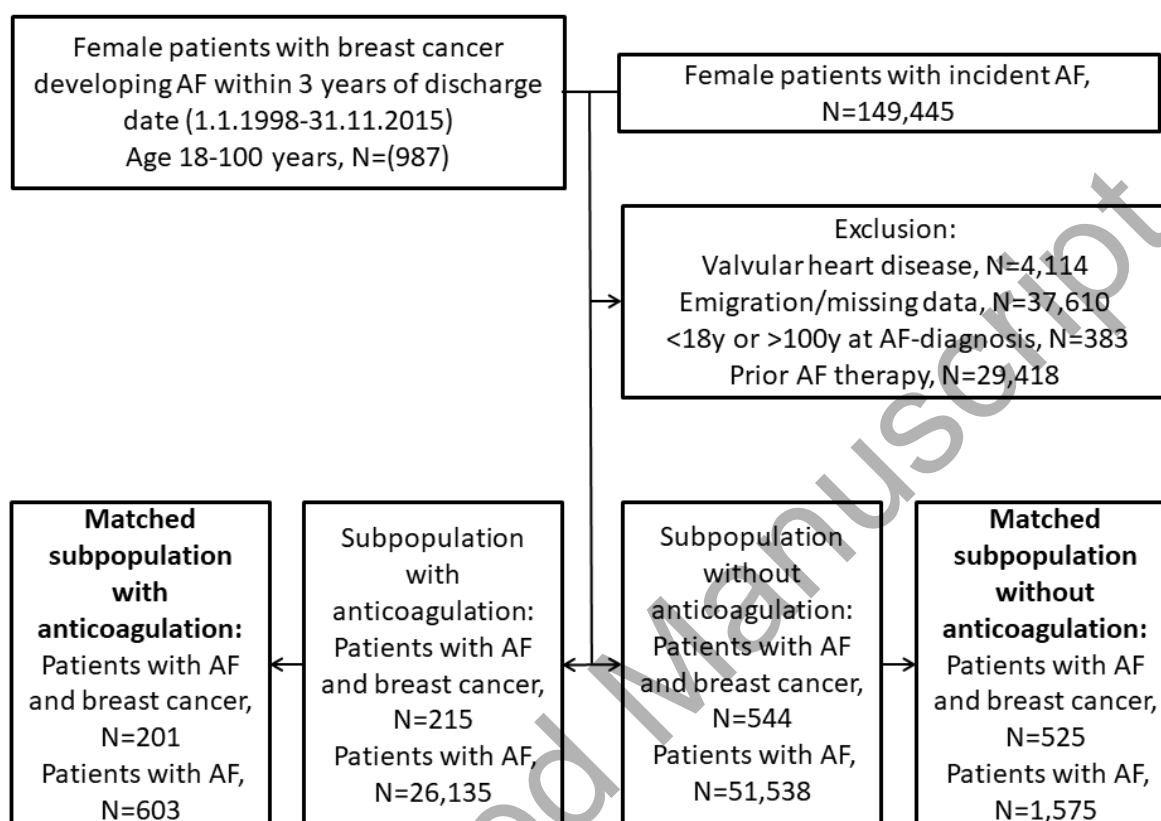 Female patients with breast cancer
developing AF within 3 years of discharge
date (1.1.1998-31.11.2015)
Age 18-100 years, N=(987)
Female patients with incident AF,
N=149,445
Exclusion:
Valvular heart disease, N=4,114
Emigration/missing data, N=37,610
<18y or >100y at AF-diagnosis, N=383
Prior AF therapy, N=29,418
Matched
subpopulation
with
anticoagulation:
Patients with AF
and breast cancer,
N=201
Patients with AF,
N=603
Subpopulation
with
anticoagulation:
Patients with AF
and breast cancer,
N=215
Patients with AF,
N=26,135
Subpopulation
without
anticoagulation:
Patients with AF
and breast cancer,
N=544
Patients with AF,
N=51,538
Matched
subpopulation
without
anticoagulation:
Patients with AF
and breast cancer,
N=525
Patients with AF,
N=1,575
ed Manuscript